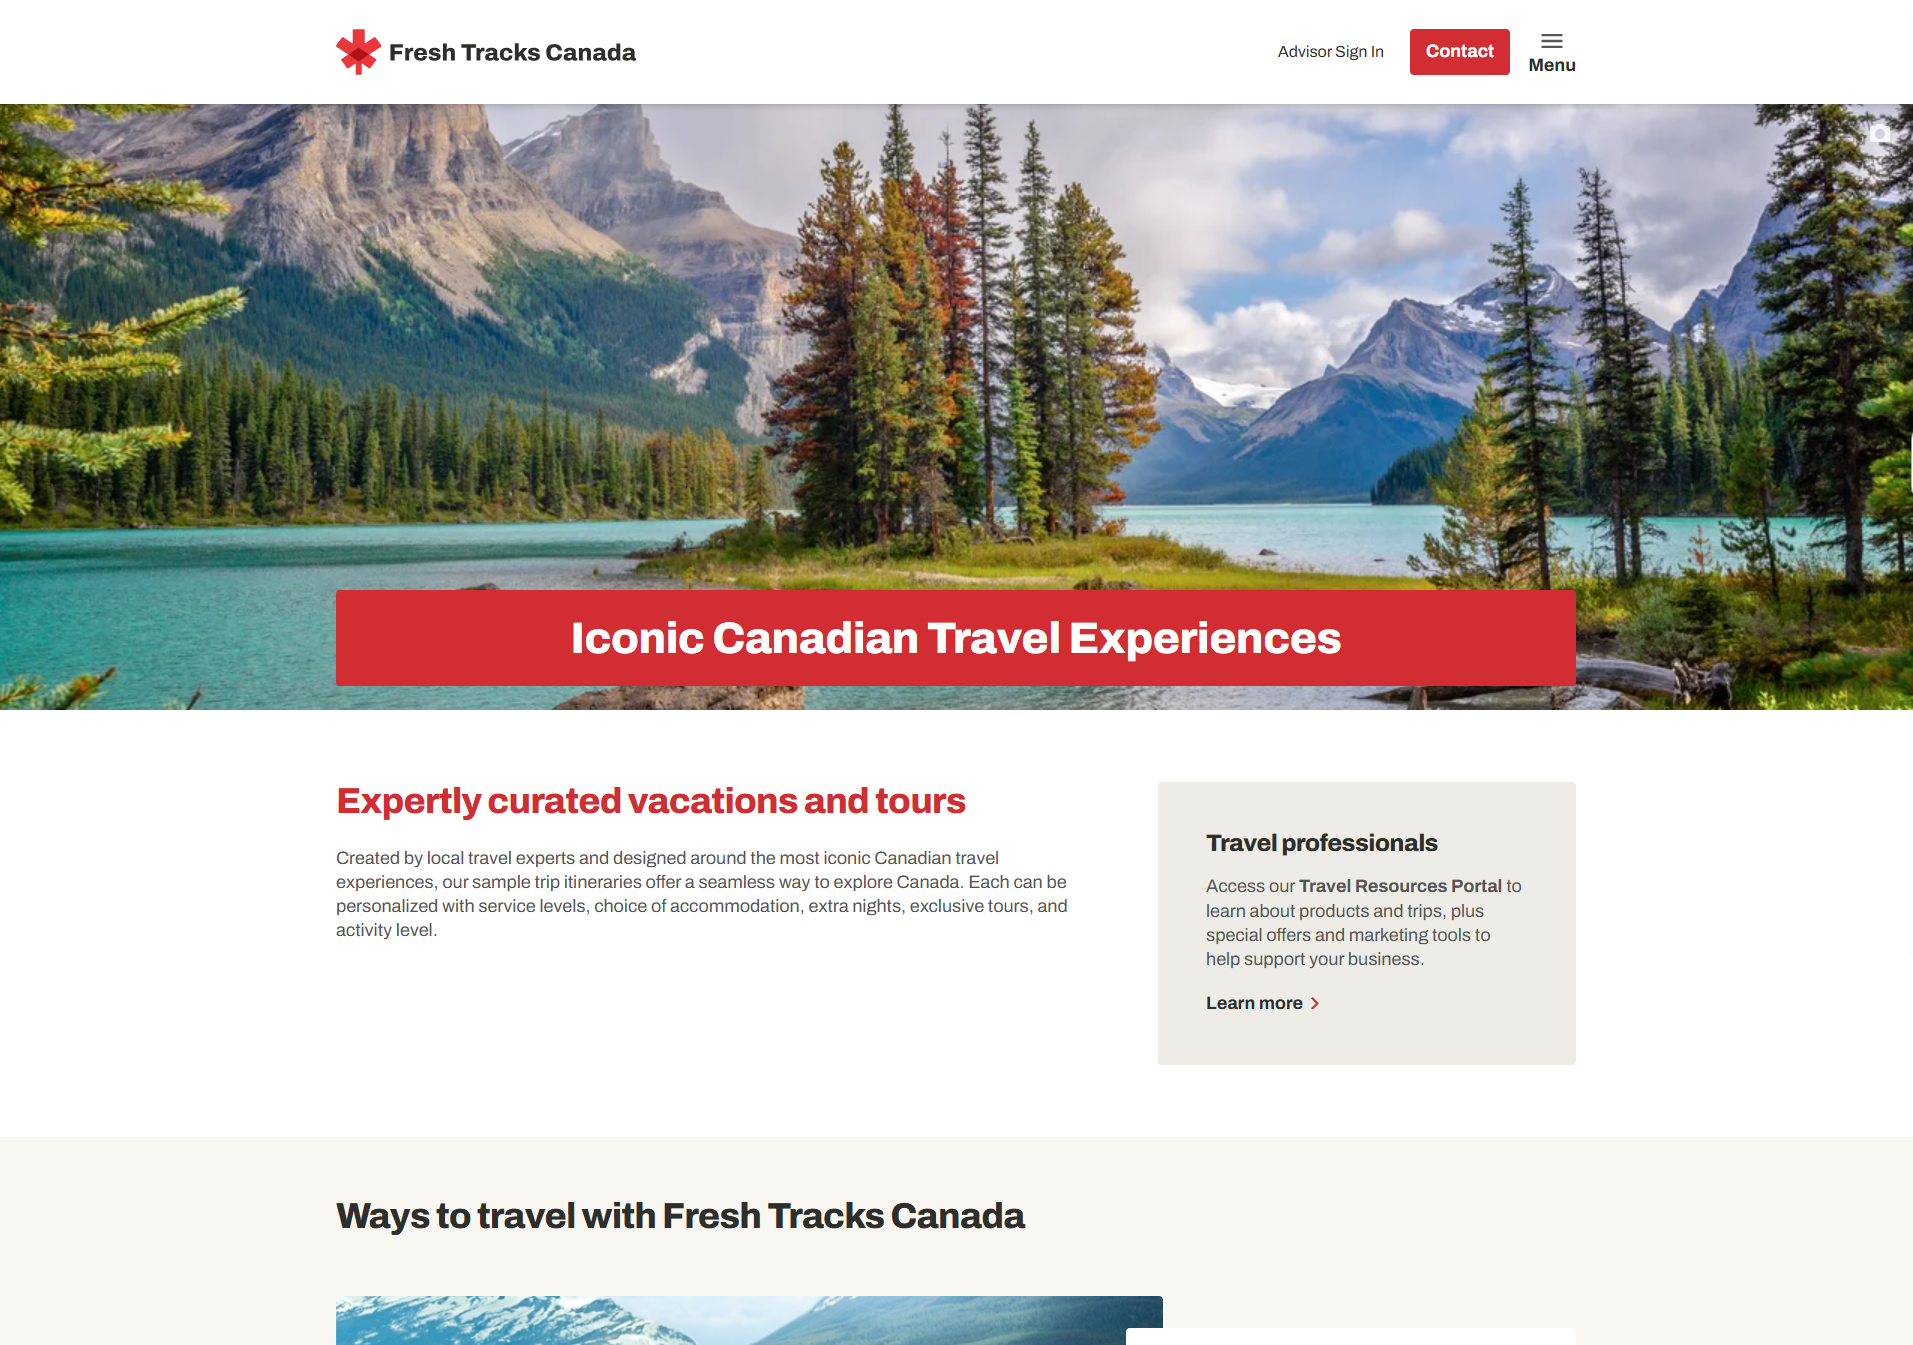 Fresh Tracks Canada
Advisor Sign In
Contact
Menu
Iconic Canadian Travel Experiences
Expertly curated vacations and tours
Created by local travel experts and designed around the most iconic Canadian travel
experiences, our sample trip itineraries offer a seamless way to explore Canada. Each can be
personalized with service levels, choice of accommodation, extra nights, exclusive tours, and
activity level.
Travel professionals
Access our Travel Resources Portal to
learn about products and trips, plus
special offers and marketing tools to
help support your business.
Learn more
Ways to travel with Fresh Tracks Canada